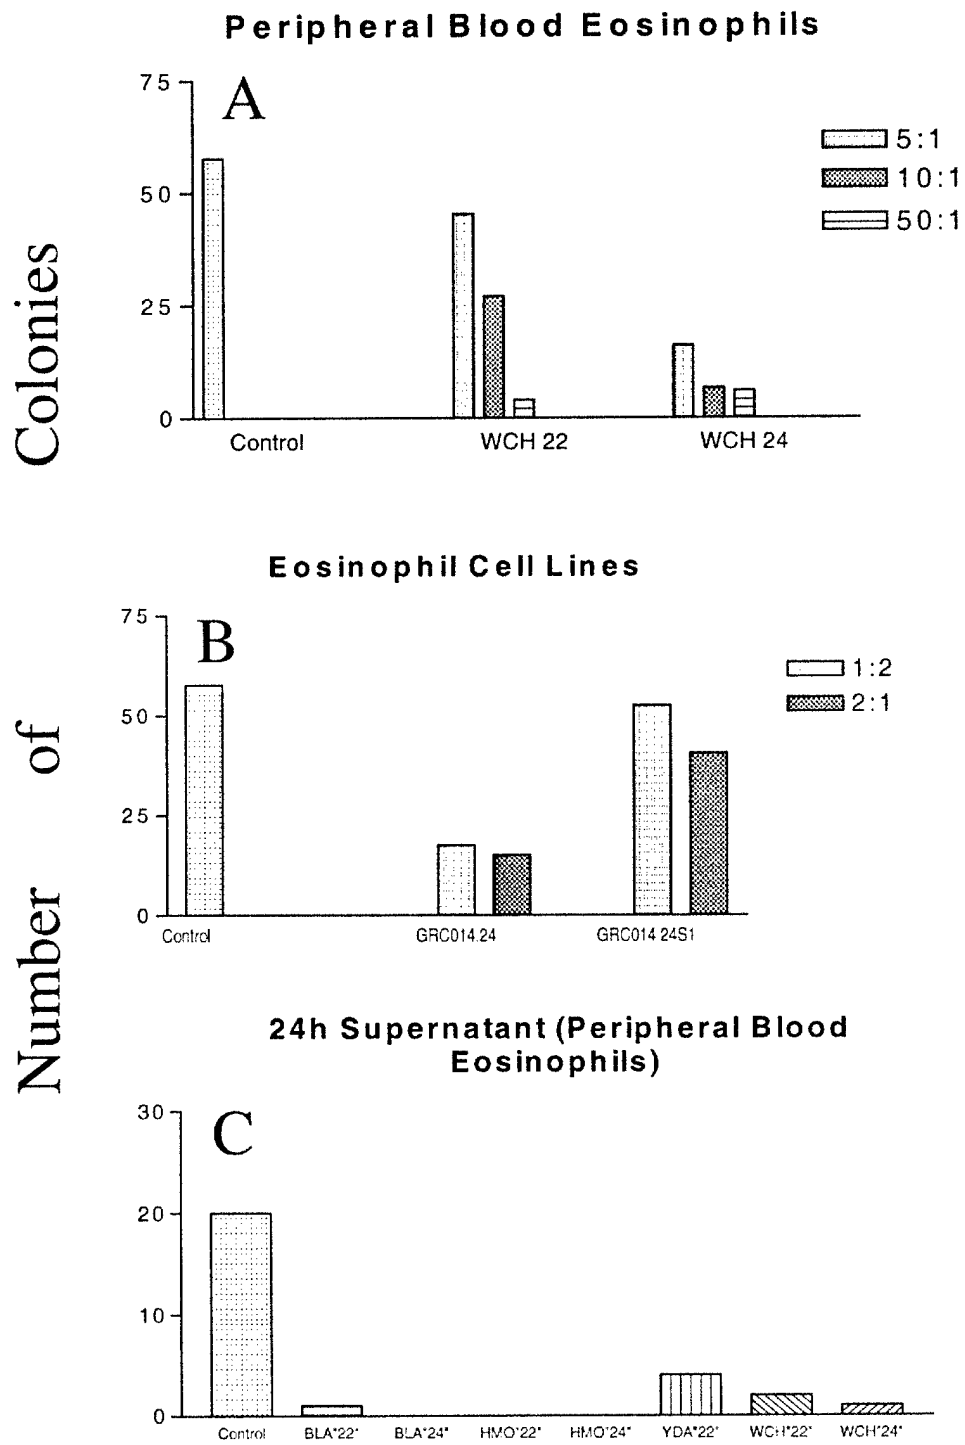 Peripheral Blood Eosinophils
A
75
50
25
0
5:1
10:1
50:1
Control
WCH 22
WCH 24
Number of Colonies
Eosinophil Cell Lines
B
75
50
25
0
1:2
2:1
Control
GRC014.24
GRC014 24S1
24h Supernatant (Peripheral Blood
Eosinophils)
C
30
20
10
0
Control
BLA"22"
BLA"24"
HMO"22"
HMO"24"
YDA"22"
WCH"22"
WCH"24"